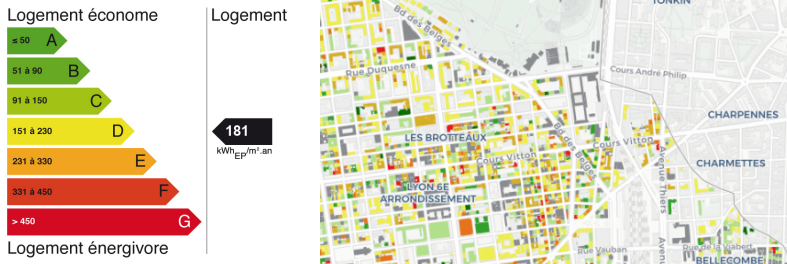 Logement économe
Logement
≤ 50 A
51 à 90 B
91 à 150 C
151 à 230 D
231 à 330 E
331 à 450 F
> 450 G
Logement énergivore
181
kWhEP/m².an
TONKIN
Bd des Belges
Rue Duquesne
Cours André Philip
CHARPENNES
LES BROTTEAUX
Bd des Belges
Cours Vitton
Cours Vitton
CHARMETTES
Avenue Thiers
LYON 6E
ARRONDISSEMENT
Rue Vauban
Rue de la Viabert
Avenu
BELLECOMBE